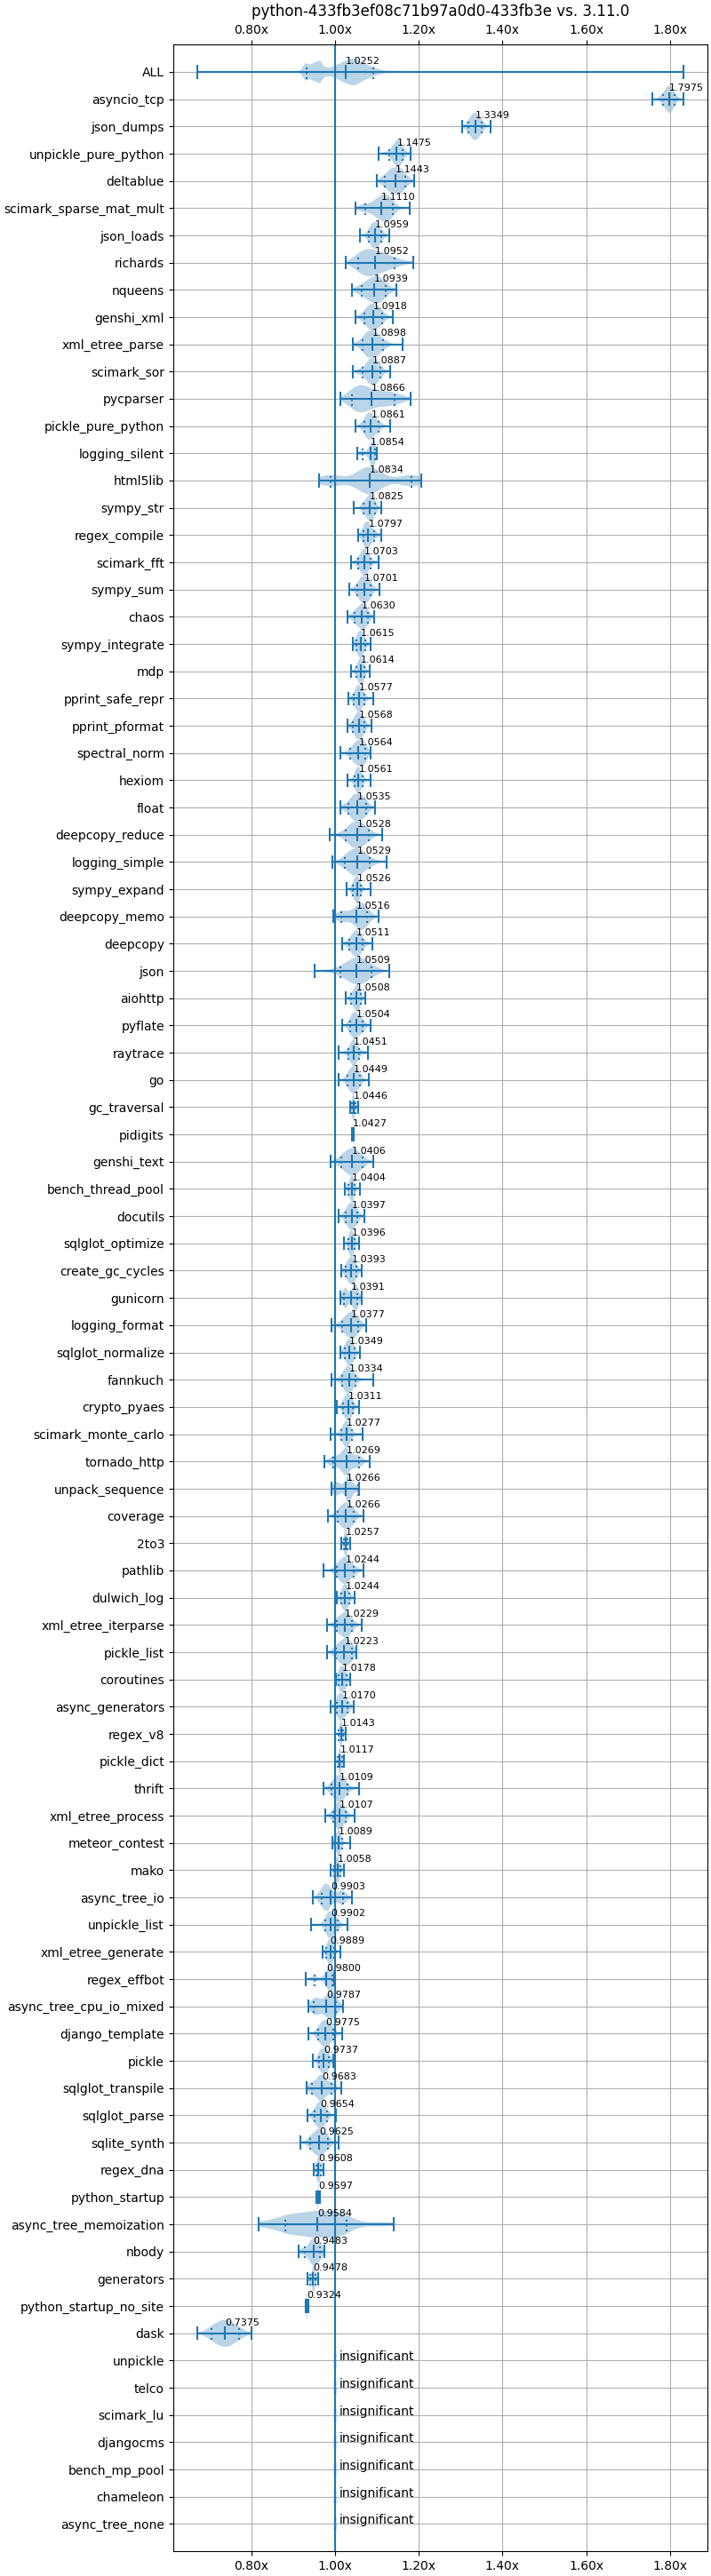 python-433fb3ef08c71b97a0d0-433fb3e vs. 3.11.0
0.80x 1.00x 1.20x 1.40x 1.60x 1.80x
ALL 1.0252
asyncio_tcp 1.7975
json_dumps 1.3349
unpickle_pure_python 1.1475
deltablue 1.1443
scimark_sparse_mat_mult 1.1110
json_loads 1.0959
richards 1.0952
nqueens 1.0939
genshi_xml 1.0918
xml_etree_parse 1.0898
scimark_sor 1.0887
pycparser 1.0866
pickle_pure_python 1.0861
logging_silent 1.0854
html5lib 1.0834
sympy_str 1.0825
regex_compile 1.0797
scimark_fft 1.0703
sympy_sum 1.0701
chaos 1.0630
sympy_integrate 1.0615
mdp 1.0614
pprint_safe_repr 1.0577
pprint_pformat 1.0568
spectral_norm 1.0564
hexiom 1.0561
float 1.0535
deepcopy_reduce 1.0528
logging_simple 1.0529
sympy_expand 1.0526
deepcopy_memo 1.0516
deepcopy 1.0511
json 1.0509
aiohttp 1.0508
pyflate 1.0504
raytrace 1.0451
go 1.0449
gc_traversal 1.0446
pidigits 1.0427
genshi_text 1.0406
bench_thread_pool 1.0404
docutils 1.0397
sqlglot_optimize 1.0396
create_gc_cycles 1.0393
gunicorn 1.0391
logging_format 1.0377
sqlglot_normalize 1.0349
fannkuch 1.0334
crypto_pyaes 1.0311
scimark_monte_carlo 1.0277
tornado_http 1.0269
unpack_sequence 1.0266
coverage 1.0266
2to3 1.0257
pathlib 1.0244
dulwich_log 1.0244
xml_etree_iterparse 1.0229
pickle_list 1.0223
coroutines 1.0178
async_generators 1.0170
regex_v8 1.0143
pickle_dict 1.0117
thrift 1.0109
xml_etree_process 1.0107
meteor_contest 1.0089
mako 1.0058
async_tree_io 0.9903
unpickle_list 0.9902
xml_etree_generate 0.9889
regex_effbot 0.9800
async_tree_cpu_io_mixed 0.9787
django_template 0.9775
pickle 0.9737
sqlglot_transpile 0.9683
sqlglot_parse 0.9654
sqlite_synth 0.9625
regex_dna 0.9608
python_startup 0.9597
async_tree_memoization 0.9584
nbody 0.9483
generators 0.9478
python_startup_no_site 0.9324
dask 0.7375
unpickle insignificant
telco insignificant
scimark_lu insignificant
djangocms insignificant
bench_mp_pool insignificant
chameleon insignificant
async_tree_none insignificant
0.80x 1.00x 1.20x 1.40x 1.60x 1.80x